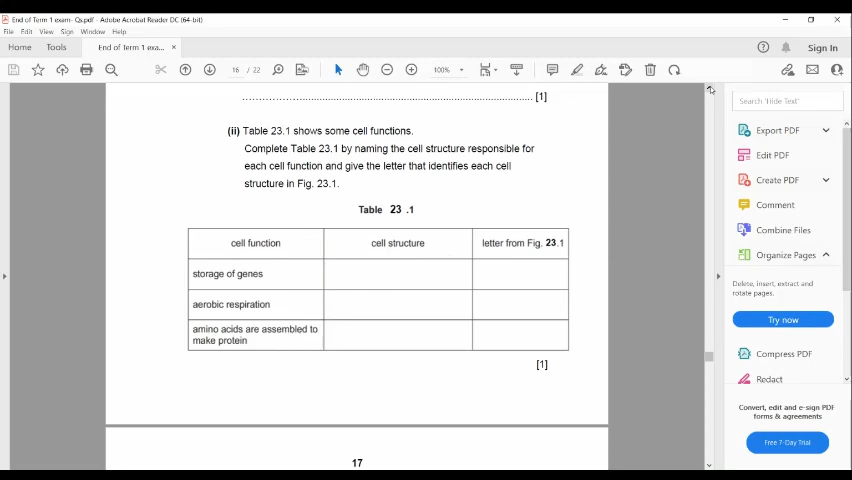 End of Term 1 exam- Qs.pdf - Adobe Acrobat Reader DC (64-bit)
File Edit View Sign Window Help
Home Tools End of Term 1 exa... × Sign In
16 / 22 100%
........................................................................ [1]
(ii) Table 23.1 shows some cell functions.
Complete Table 23.1 by naming the cell structure responsible for
each cell function and give the letter that identifies each cell
structure in Fig. 23.1.
Table 23 .1
cell function cell structure letter from Fig. 23.1
storage of genes
aerobic respiration
amino acids are assembled to
make protein
[1]
17
Search 'Hide Text'
Export PDF
Edit PDF
Create PDF
Comment
Combine Files
Organize Pages
Delete, insert, extract and
rotate pages.
Try now
Compress PDF
Redact
Convert, edit and e-sign PDF
forms & agreements
Free 7-Day Trial